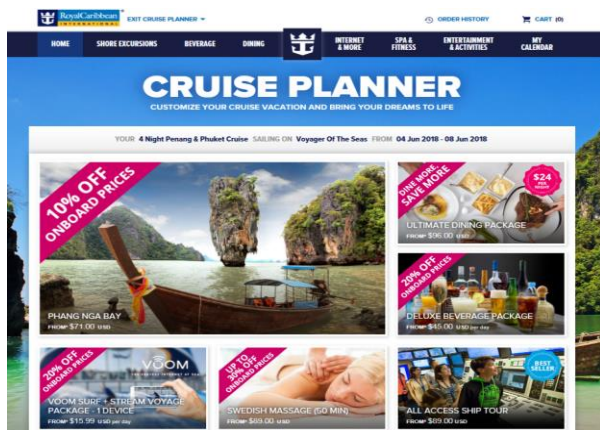 RoyalCaribbean
INTERNATIONAL
EXIT CRUISE PLANNER
ORDER HISTORY
CART (0)
HOME
SHORE EXCURSIONS
BEVERAGE
DINING
INTERNET
& MORE
SPA &
FITNESS
ENTERTAINMENT
& ACTIVITIES
MY
CALENDAR
CRUISE PLANNER
CUSTOMIZE YOUR CRUISE VACATION AND BRING YOUR DREAMS TO LIFE
YOUR 4 Night Penang & Phuket Cruise SAILING ON Voyager Of The Seas FROM 04 Jun 2018 - 08 Jun 2018
10% OFF
ONBOARD PRICES
PHANG NGA BAY
FROM* $71.00 USD
DINE MORE,
SAVE MORE
$24
PER
NIGHT
ULTIMATE DINING PACKAGE
FROM* $96.00 USD
20% OFF
ONBOARD PRICES
DELUXE BEVERAGE PACKAGE
FROM* $45.00 USD per day
20% OFF
ONBOARD PRICES
VOOM
VOOM SURF + STREAM VOYAGE
PACKAGE - 1 DEVICE
FROM* $15.99 USD per day
UP TO
30% OFF
ONBOARD PRICES
SWEDISH MASSAGE (50 MIN)
FROM* $89.00 USD
BEST
SELLER
ALL ACCESS SHIP TOUR
FROM* $89.00 USD